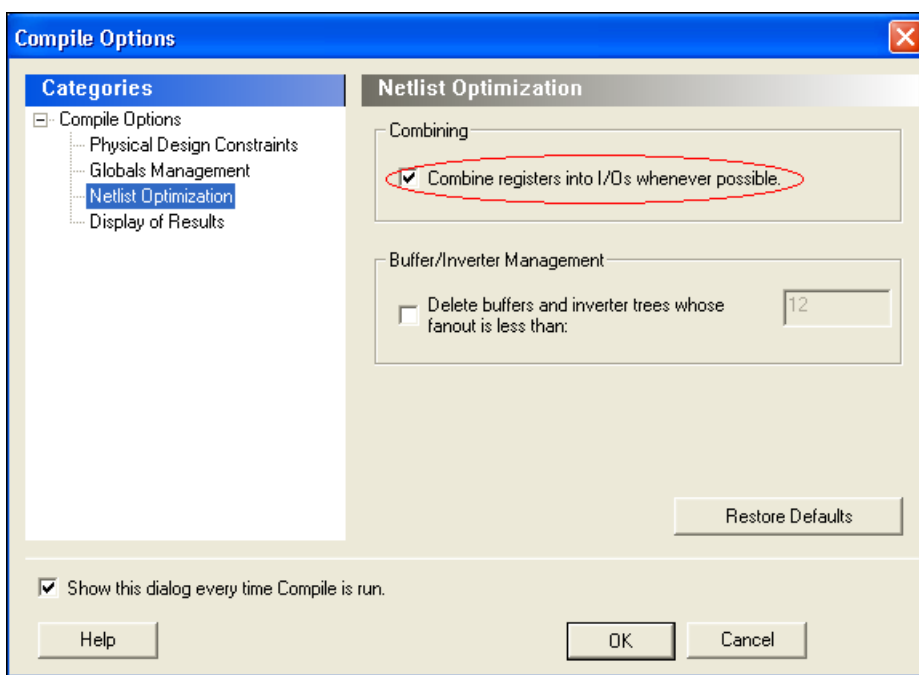 Compile Options
Categories
Compile Options
Physical Design Constraints
Globals Management
Netlist Optimization
Display of Results
Netlist Optimization
Combining
Combine registers into I/Os whenever possible.
Buffer/Inverter Management
Delete buffers and inverter trees whose
fanout is less than:
12
Restore Defaults
Show this dialog every time Compile is run.
Help
OK
Cancel